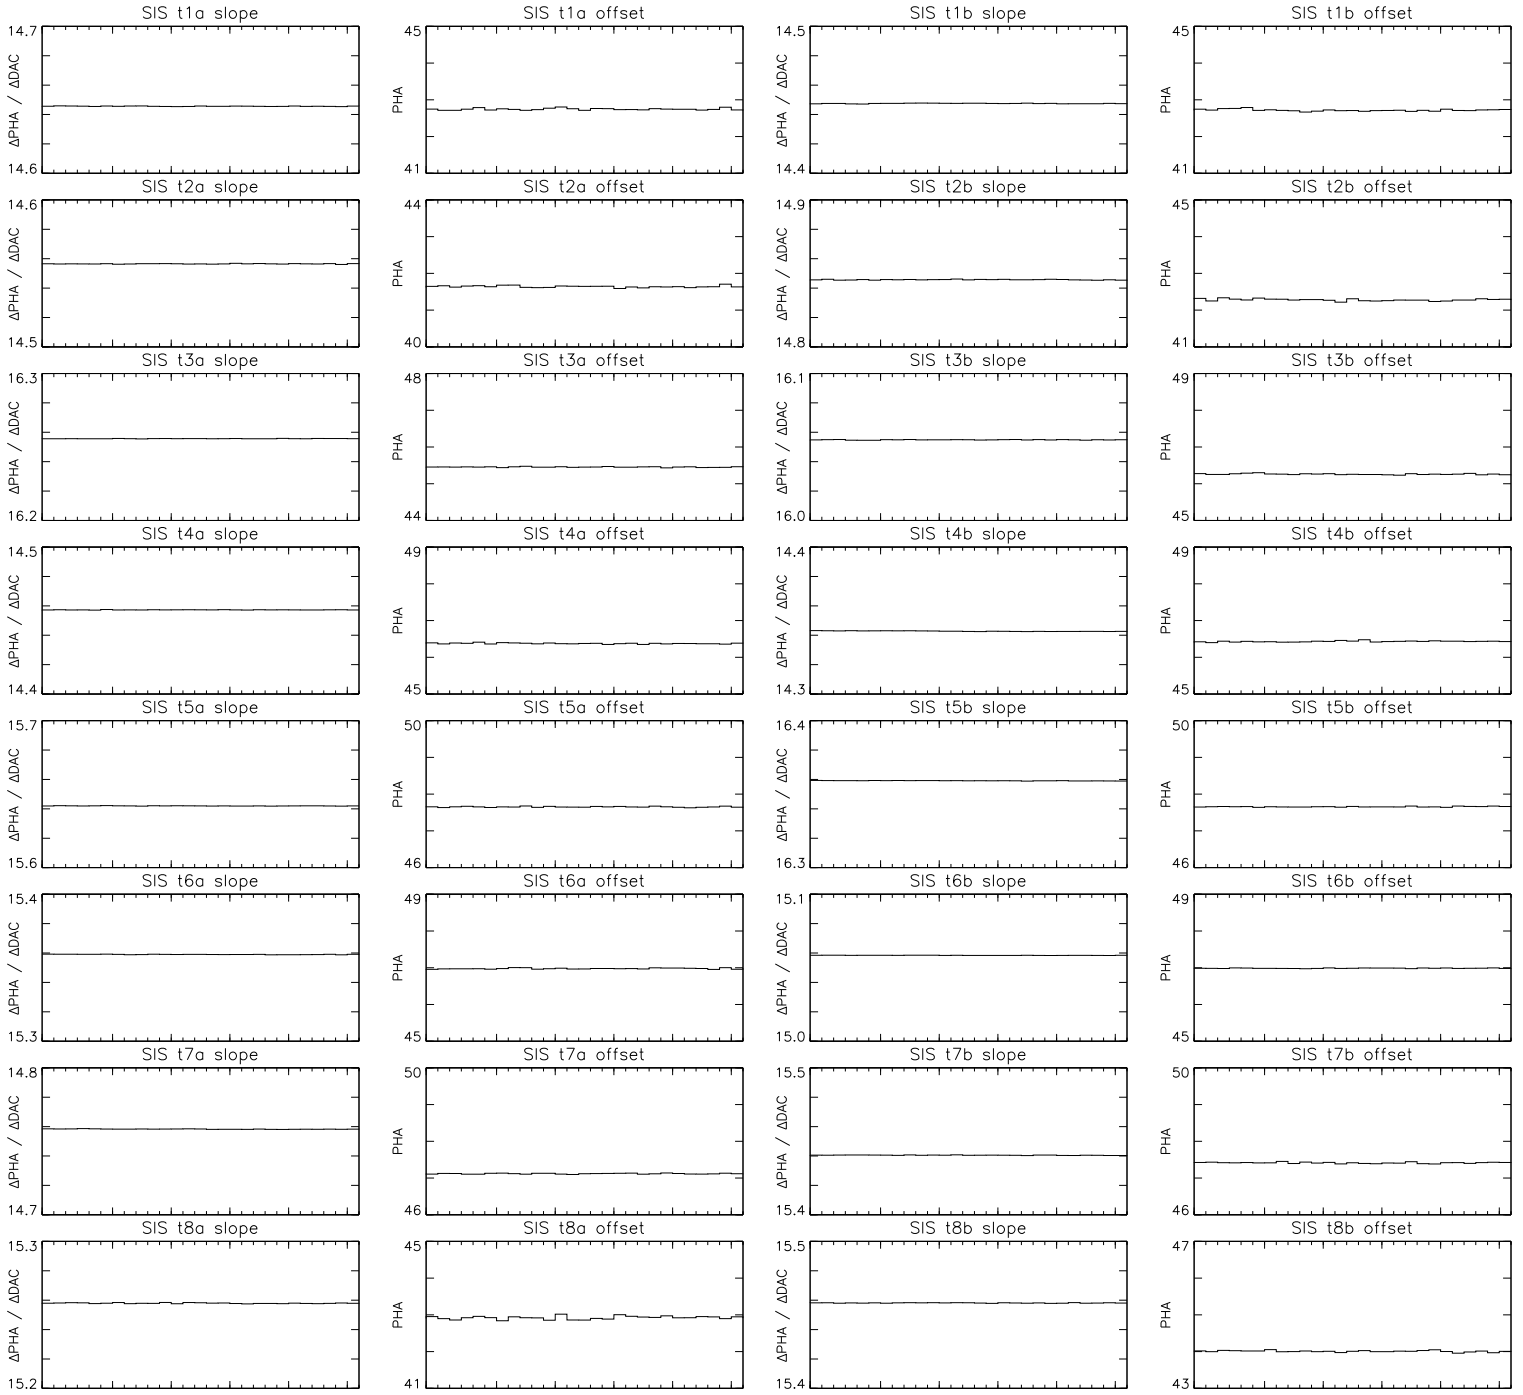 SIS t1a slope SIS t1a offset SIS t1b slope SIS t1b offset
14.7 45 14.5 45
ΔPHA / ΔDAC PHA ΔPHA / ΔDAC PHA
14.6 41 14.4 41
SIS t2a slope SIS t2a offset SIS t2b slope SIS t2b offset
14.6 44 14.9 45
ΔPHA / ΔDAC PHA ΔPHA / ΔDAC PHA
14.5 40 14.8 41
SIS t3a slope SIS t3a offset SIS t3b slope SIS t3b offset
16.3 48 16.1 49
ΔPHA / ΔDAC PHA ΔPHA / ΔDAC PHA
16.2 44 16.0 45
SIS t4a slope SIS t4a offset SIS t4b slope SIS t4b offset
14.5 49 14.4 49
ΔPHA / ΔDAC PHA ΔPHA / ΔDAC PHA
14.4 45 14.3 45
SIS t5a slope SIS t5a offset SIS t5b slope SIS t5b offset
15.7 50 16.4 50
ΔPHA / ΔDAC PHA ΔPHA / ΔDAC PHA
15.6 46 16.3 46
SIS t6a slope SIS t6a offset SIS t6b slope SIS t6b offset
15.4 49 15.1 49
ΔPHA / ΔDAC PHA ΔPHA / ΔDAC PHA
15.3 45 15.0 45
SIS t7a slope SIS t7a offset SIS t7b slope SIS t7b offset
14.8 50 15.5 50
ΔPHA / ΔDAC PHA ΔPHA / ΔDAC PHA
14.7 46 15.4 46
SIS t8a slope SIS t8a offset SIS t8b slope SIS t8b offset
15.3 45 15.5 47
ΔPHA / ΔDAC PHA ΔPHA / ΔDAC PHA
15.2 41 15.4 43